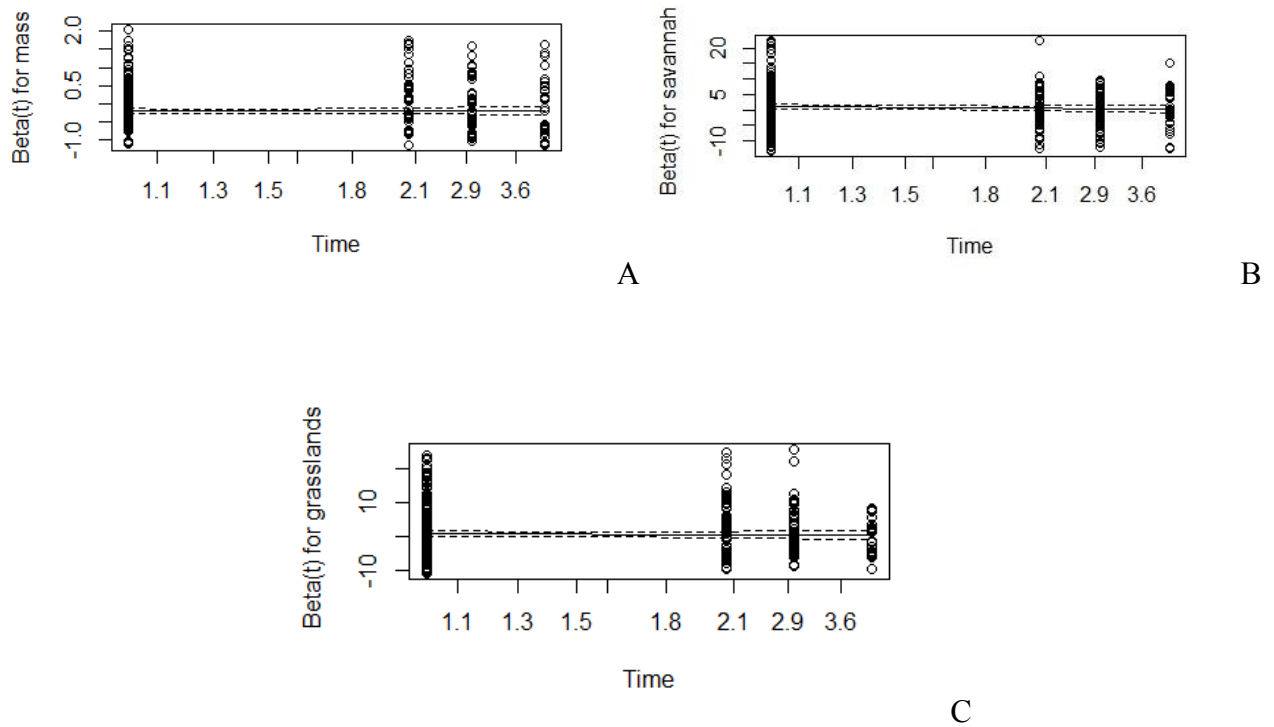 Beta(t) for mass
2.0
0.5
-1.0
1.1 1.3 1.5 1.8 2.1 2.9 3.6
Time
A
Beta(t) for savannah
20
5
-10
1.1 1.3 1.5 1.8 2.1 2.9 3.6
Time
B
Beta(t) for grasslands
10
-10
1.1 1.3 1.5 1.8 2.1 2.9 3.6
Time
C